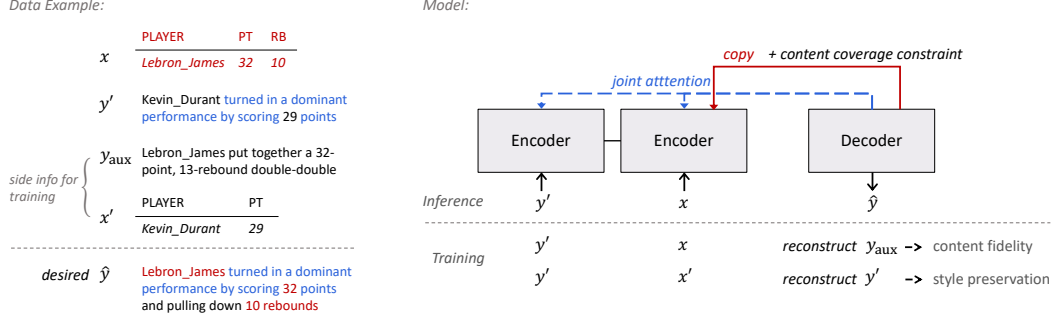 Data Example:
PLAYER PT RB
x Lebron_James 32 10
y′ Kevin_Durant turned in a dominant
performance by scoring 29 points
y_aux Lebron_James put together a 32-
point, 13-rebound double-double
side info for
training
x′ PLAYER PT
Kevin_Durant 29
desired ŷ Lebron_James turned in a dominant
performance by scoring 32 points
and pulling down 10 rebounds
Model:
copy + content coverage constraint
joint atttention
Encoder Encoder Decoder
Inference y′ x ŷ
Training y′ x reconstruct y_aux -> content fidelity
y′ x′ reconstruct y′ -> style preservation